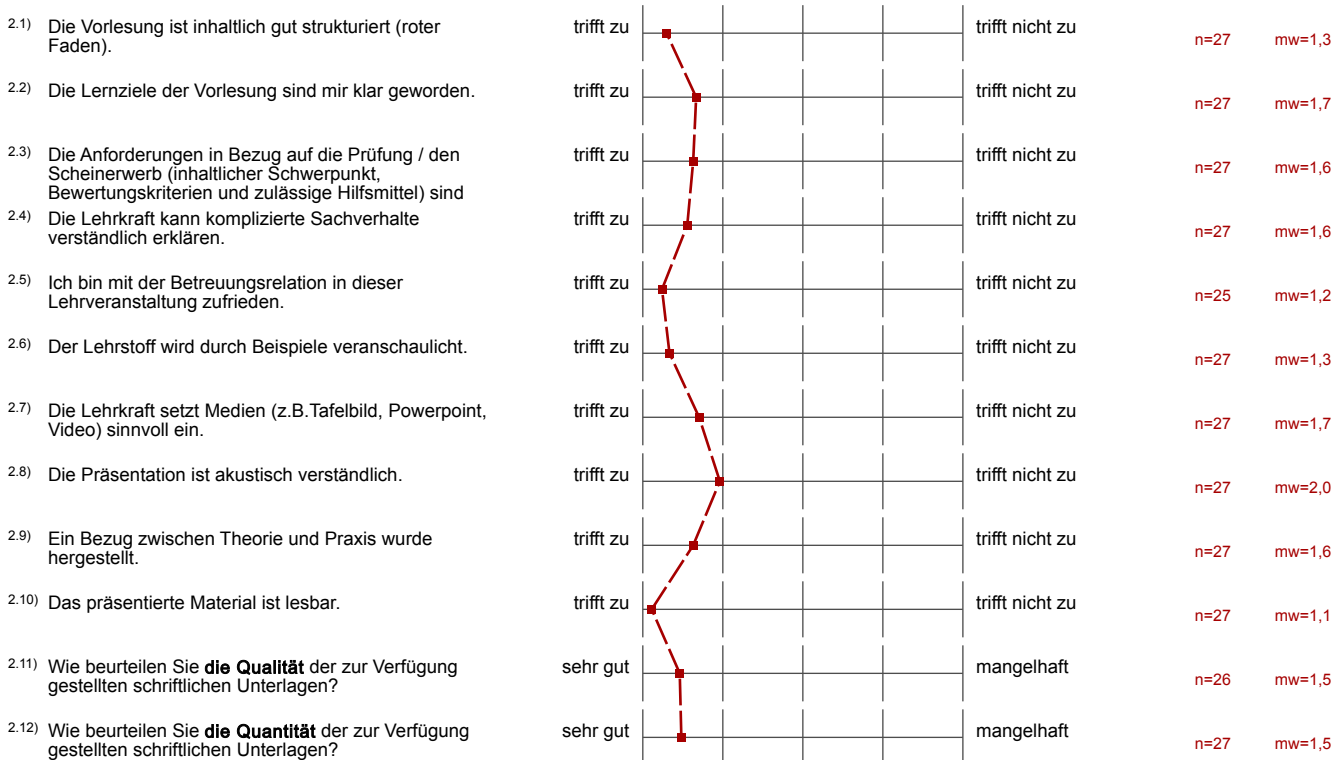 2.1) Die Vorlesung ist inhaltlich gut strukturiert (roter Faden). trifft zu trifft nicht zu n=27 mw=1,3
2.2) Die Lernziele der Vorlesung sind mir klar geworden. trifft zu trifft nicht zu n=27 mw=1,7
2.3) Die Anforderungen in Bezug auf die Prüfung / den Scheinerwerb (inhaltlicher Schwerpunkt, Bewertungskriterien und zulässige Hilfsmittel) sind trifft zu trifft nicht zu n=27 mw=1,6
2.4) Die Lehrkraft kann komplizierte Sachverhalte verständlich erklären. trifft zu trifft nicht zu n=27 mw=1,6
2.5) Ich bin mit der Betreuungsrelation in dieser Lehrveranstaltung zufrieden. trifft zu trifft nicht zu n=25 mw=1,2
2.6) Der Lehrstoff wird durch Beispiele veranschaulicht. trifft zu trifft nicht zu n=27 mw=1,3
2.7) Die Lehrkraft setzt Medien (z.B.Tafelbild, Powerpoint, Video) sinnvoll ein. trifft zu trifft nicht zu n=27 mw=1,7
2.8) Die Präsentation ist akustisch verständlich. trifft zu trifft nicht zu n=27 mw=2,0
2.9) Ein Bezug zwischen Theorie und Praxis wurde hergestellt. trifft zu trifft nicht zu n=27 mw=1,6
2.10) Das präsentierte Material ist lesbar. trifft zu trifft nicht zu n=27 mw=1,1
2.11) Wie beurteilen Sie die Qualität der zur Verfügung gestellten schriftlichen Unterlagen? sehr gut mangelhaft n=26 mw=1,5
2.12) Wie beurteilen Sie die Quantität der zur Verfügung gestellten schriftlichen Unterlagen? sehr gut mangelhaft n=27 mw=1,5